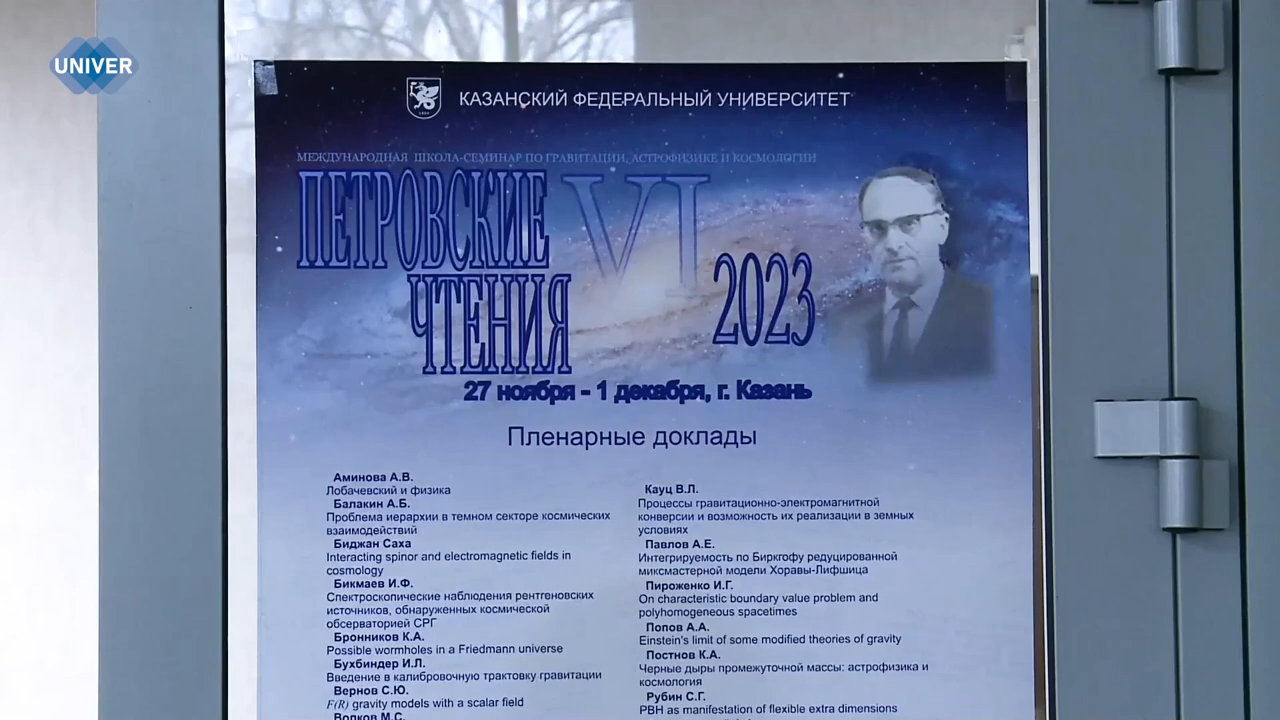 UNIVER
КАЗАНСКИЙ ФЕДЕРАЛЬНЫЙ УНИВЕРСИТЕТ
МЕЖДУНАРОДНАЯ ШКОЛА-СЕМИНАР ПО ГРАВИТАЦИИ, АСТРОФИЗИКЕ И КОСМОЛОГИИ
ПЕТРОВСКИЕ VI
ЧТЕНИЯ 2023
27 ноября - 1 декабря, г. Казань
Пленарные доклады
Аминова А.В.
Лобачевский и физика
Балакин А.Б.
Проблема иерархии в темном секторе космических
взаимодействий
Биджан Саха
Interacting spinor and electromagnetic fields in
cosmology
Бикмаев И.Ф.
Спектроскопические наблюдения рентгеновских
источников, обнаруженных космической
обсерваторией СРГ
Бронников К.А.
Possible wormholes in a Friedmann universe
Бухбиндер И.Л.
Введение в калибровочную трактовку гравитации
Вернов С.Ю.
F(R) gravity models with a scalar field
Волков М.С.
Кауц В.Л.
Процессы гравитационно-электромагнитной
конверсии и возможность их реализации в земных
условиях
Павлов А.Е.
Интегрируемость по Биркгофу редуцированной
миксмастерной модели Хоравы-Лифшица
Пироженко И.Г.
On characteristic boundary value problem and
polyhomogeneous spacetimes
Попов А.А.
Einstein's limit of some modified theories of gravity
Постнов К.А.
Черные дыры промежуточной массы: астрофизика и
космология
Рубин С.Г.
PBH as manifestation of flexible extra dimensions